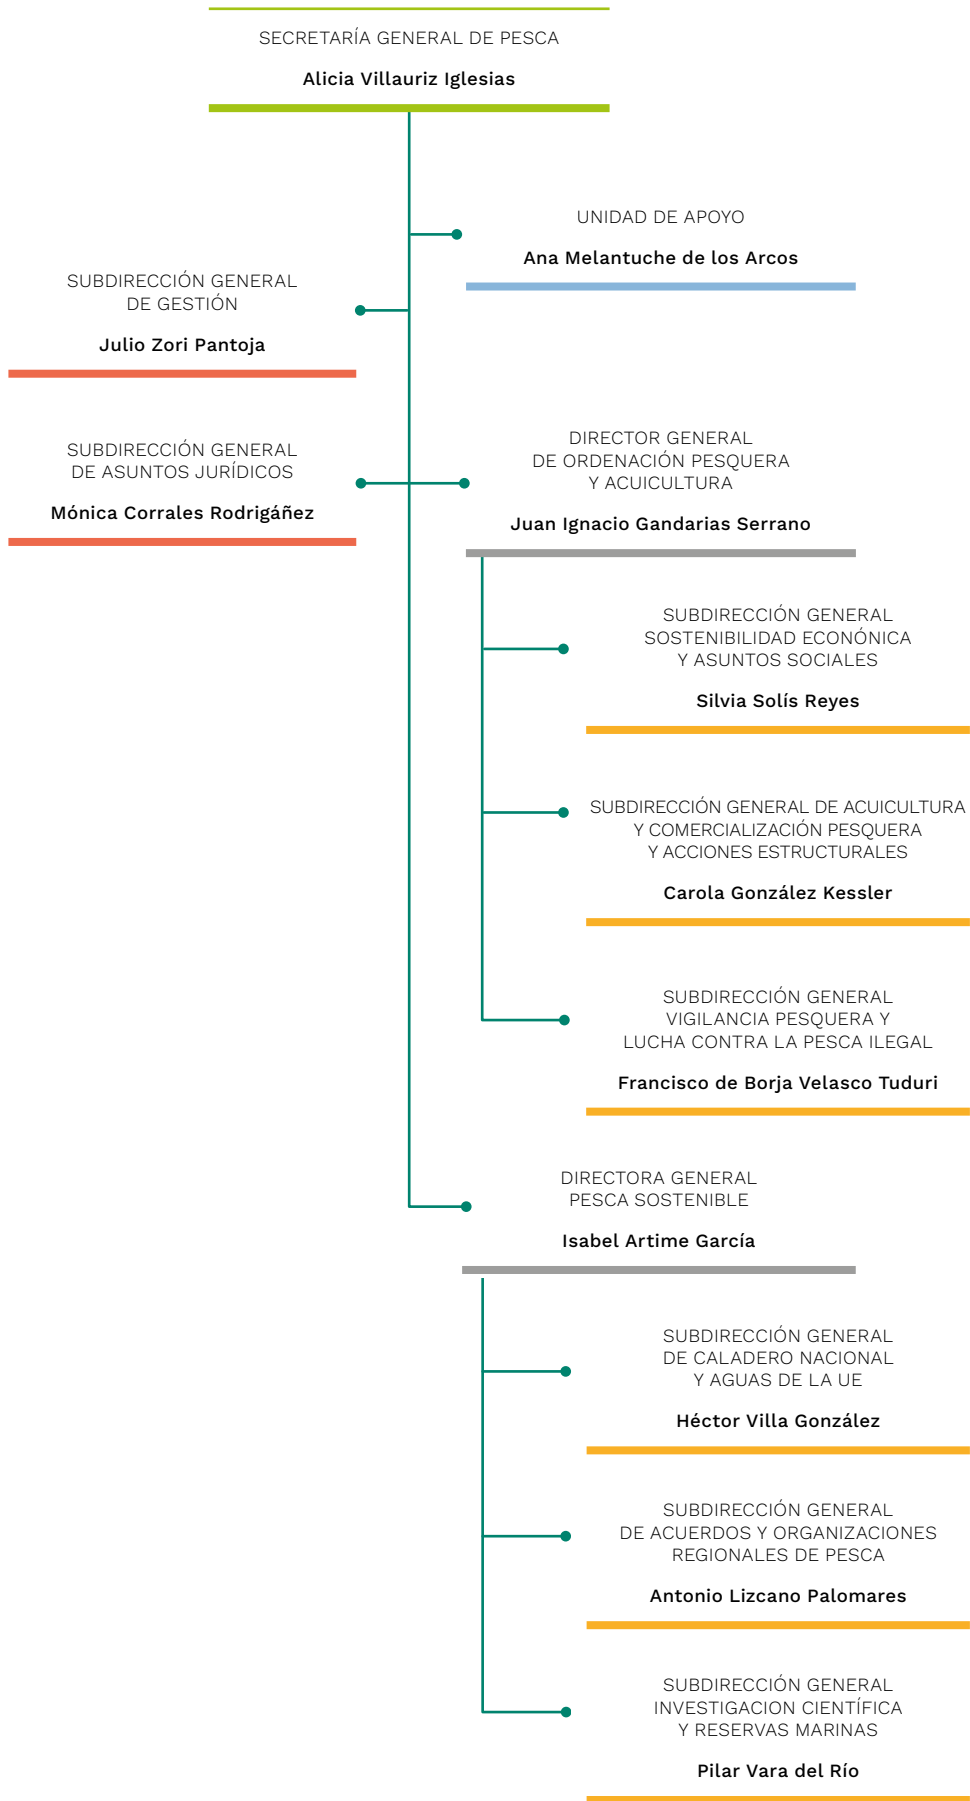 SECRETARÍA GENERAL DE PESCA
Alicia Villauriz Iglesias
UNIDAD DE APOYO
Ana Melantuche de los Arcos
SUBDIRECCIÓN GENERAL
DE GESTIÓN
Julio Zori Pantoja
SUBDIRECCIÓN GENERAL
DE ASUNTOS JURÍDICOS
Mónica Corrales Rodrigáñez
DIRECTOR GENERAL
DE ORDENACIÓN PESQUERA
Y ACUICULTURA
Juan Ignacio Gandarias Serrano
SUBDIRECCIÓN GENERAL
SOSTENIBILIDAD ECONÓMICA
Y ASUNTOS SOCIALES
Silvia Solís Reyes
SUBDIRECCIÓN GENERAL DE ACUICULTURA
Y COMERCIALIZACIÓN PESQUERA
Y ACCIONES ESTRUCTURALES
Carola González Kessler
SUBDIRECCIÓN GENERAL
VIGILANCIA PESQUERA Y
LUCHA CONTRA LA PESCA ILEGAL
Francisco de Borja Velasco Tuduri
DIRECTORA GENERAL
PESCA SOSTENIBLE
Isabel Artime García
SUBDIRECCIÓN GENERAL
DE CALADERO NACIONAL
Y AGUAS DE LA UE
Héctor Villa González
SUBDIRECCIÓN GENERAL
DE ACUERDOS Y ORGANIZACIONES
REGIONALES DE PESCA
Antonio Lizcano Palomares
SUBDIRECCIÓN GENERAL
INVESTIGACION CIENTÍFICA
Y RESERVAS MARINAS
Pilar Vara del Río